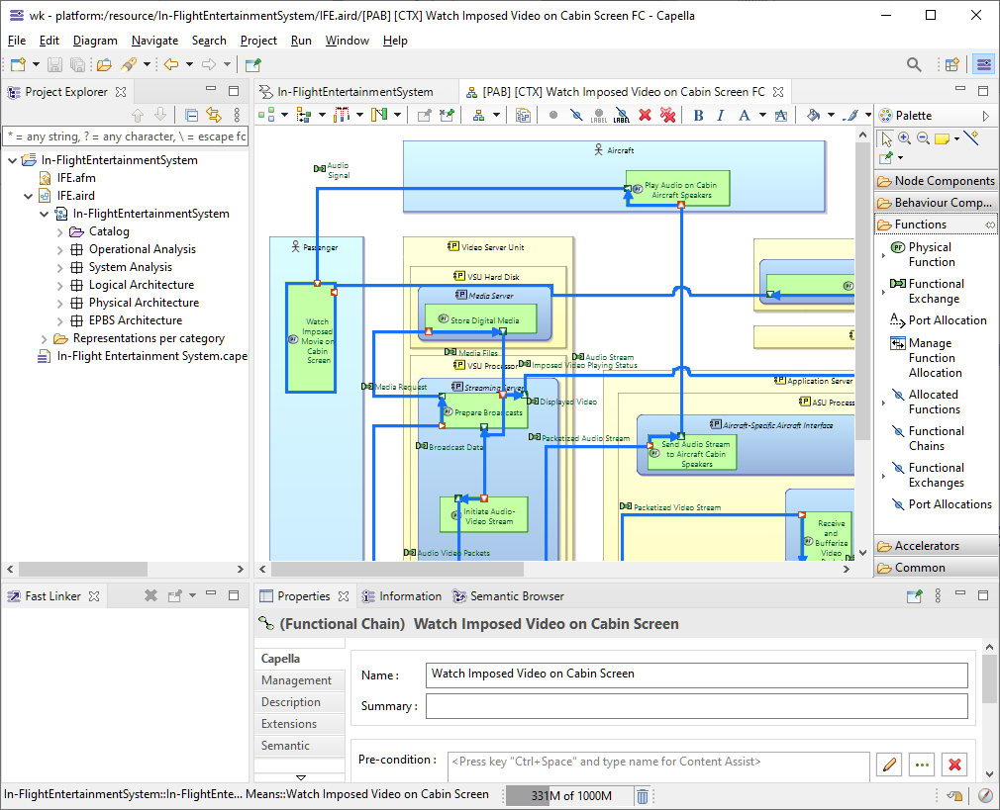 wk - platform:/resource/In-FlightEntertainmentSystem/IFE.aird/[PAB] [CTX] Watch Imposed Video on Cabin Screen FC - Capella
File Edit Diagram Navigate Search Project Run Window Help
Project Explorer
* = any string, ? = any character, \ = escape fc
In-FlightEntertainmentSystem
IFE.afm
IFE.aird
In-FlightEntertainmentSystem
Catalog
Operational Analysis
System Analysis
Logical Architecture
Physical Architecture
EPBS Architecture
Representations per category
In-Flight Entertainment System.cape
In-FlightEntertainmentSystem
[PAB] [CTX] Watch Imposed Video on Cabin Screen FC
LABEL
LABEL
B I A A
Aircraft
Audio
Signal
Play Audio on Cabin
Aircraft Speakers
Passenger
Video Server Unit
VSU Hard Disk
Media Server
Store Digital Media
Watch
Imposed
Movie on
Cabin
Screen
Media Files
Audio Stream
VSU Processor
Imposed Video Playing Status
Application Server
Media Request
Streaming Server
Displayed Video
ASU Process
Prepare Broadcasts
Aircraft-Specific Aircraft Interface
Packetized Audio Stream
Broadcast Data
Send Audio Stream
to Aircraft Cabin
Speakers
Initiate Audio-
Video Stream
Packetized Video Stream
Receive
and
Bufferize
Video
Audio Video Packets
Palette
Node Components
Behaviour Comp...
Functions
Physical
Function
Functional
Exchange
Port Allocation
Manage
Function
Allocation
Allocated
Functions
Functional
Chains
Functional
Exchanges
Port Allocations
Accelerators
Common
Fast Linker
Properties
Information
Semantic Browser
(Functional Chain) Watch Imposed Video on Cabin Screen
Capella
Management
Description
Extensions
Semantic
Name :
Watch Imposed Video on Cabin Screen
Summary :
Pre-condition :
<Press key "Ctrl+Space" and type name for Content Assist>
In-FlightEntertainmentSystem::In-FlightEnte... Means::Watch Imposed Video on Cabin Screen
331M of 1000M